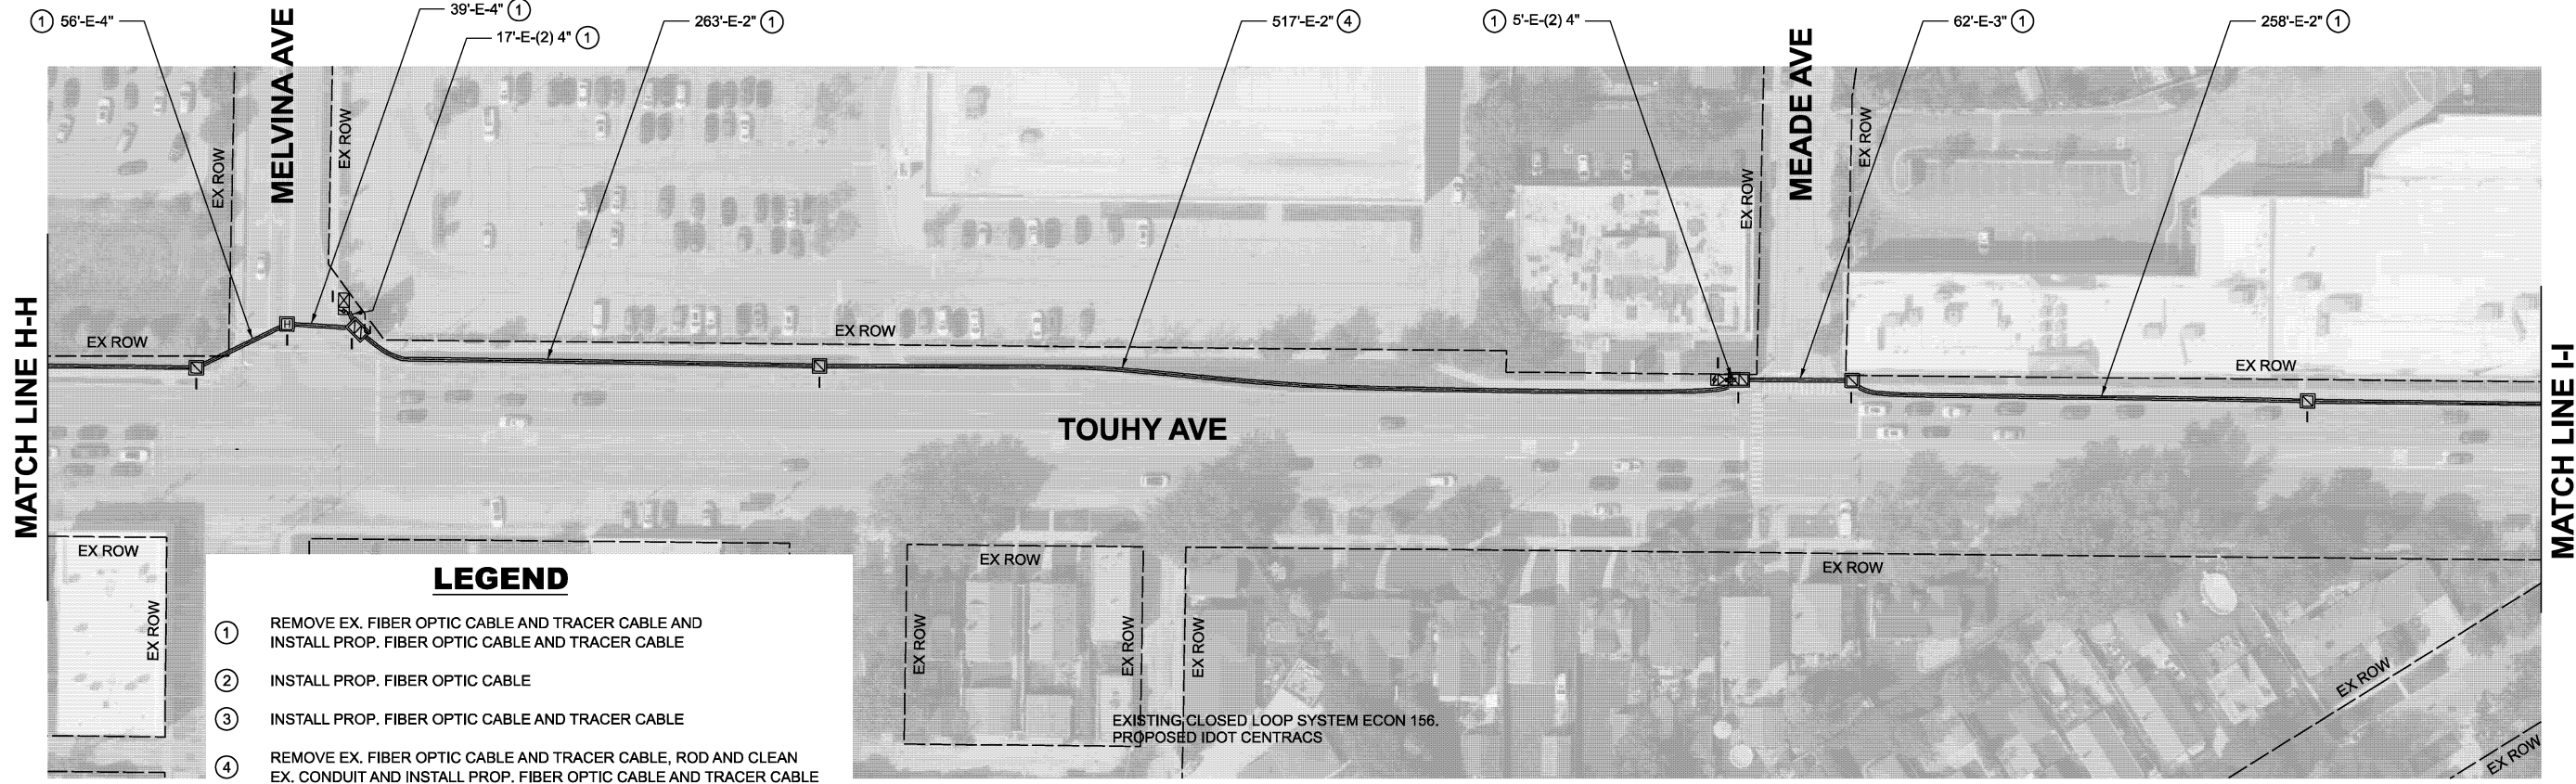 ① 56'-E-4"
39'-E-4" ①
17'-E-(2) 4" ①
263'-E-2" ①
517'-E-2" ④
① 5'-E-(2) 4"
62'-E-3" ①
258'-E-2" ①
MELVINA AVE
MEADE AVE
EX ROW
EX ROW
EX ROW
EX ROW
EX ROW
EX ROW
EX ROW
EX ROW
MATCH LINE H-H
MATCH LINE I-I
H
TOUHY AVE
EX ROW
EX ROW
EX ROW
EX ROW
EX ROW
EX ROW
EX ROW
EX ROW
EX ROW
LEGEND
① REMOVE EX. FIBER OPTIC CABLE AND TRACER CABLE AND
INSTALL PROP. FIBER OPTIC CABLE AND TRACER CABLE
② INSTALL PROP. FIBER OPTIC CABLE
③ INSTALL PROP. FIBER OPTIC CABLE AND TRACER CABLE
④ REMOVE EX. FIBER OPTIC CABLE AND TRACER CABLE, ROD AND CLEAN
EX. CONDUIT AND INSTALL PROP. FIBER OPTIC CABLE AND TRACER CABLE
EXISTING CLOSED LOOP SYSTEM ECON 156.
PROPOSED IDOT CENTRACS